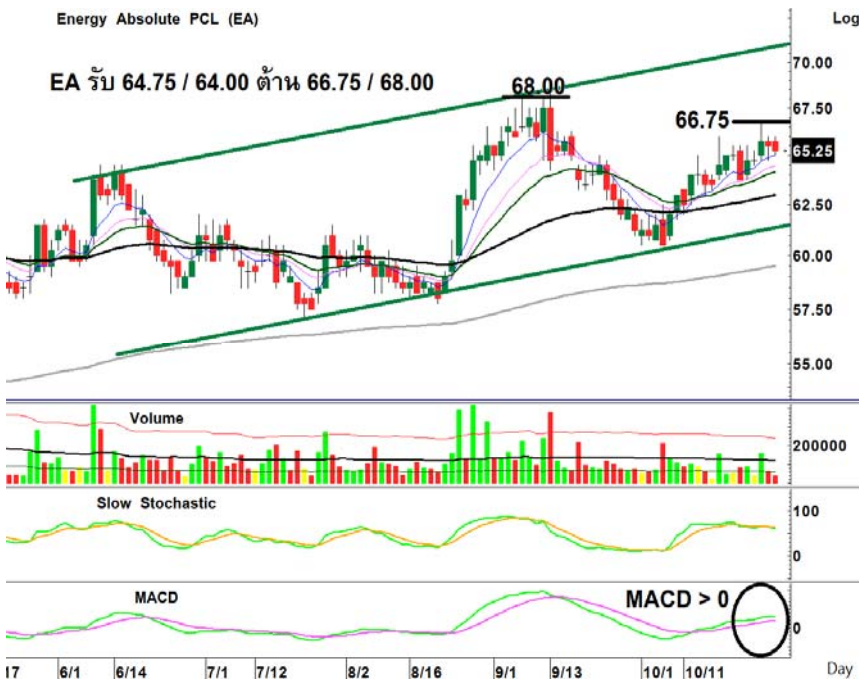 Energy Absolute PCL (EA)
Log
EA รับ 64.75 / 64.00 ต้าน 66.75 / 68.00
68.00
66.75
70.00
67.50
65.25
62.50
60.00
57.50
55.00
Volume
200000
Slow Stochastic
100
0
MACD
MACD > 0
0
17 6/1 6/14 7/1 7/12 8/2 8/16 9/1 9/13 10/1 10/11 Day